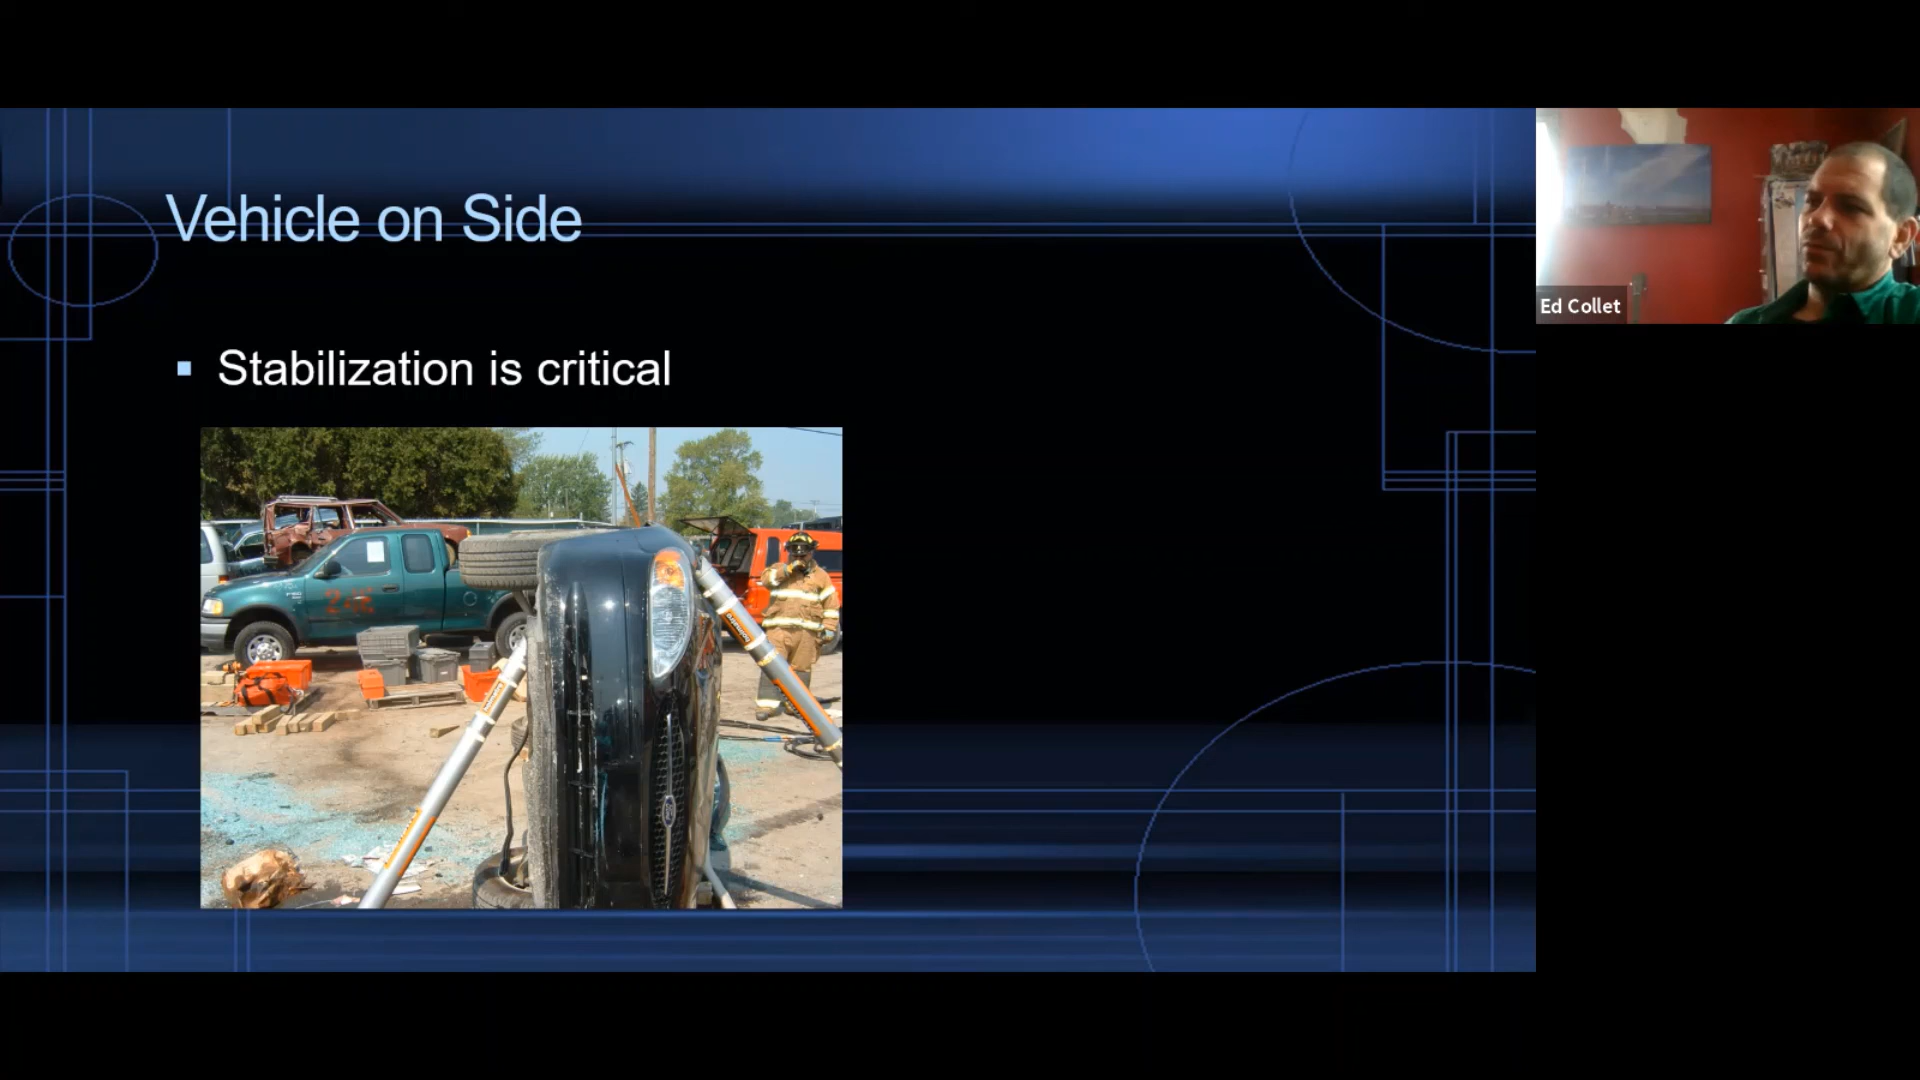 Vehicle on Side
Ed Collet
Stabilization is critical